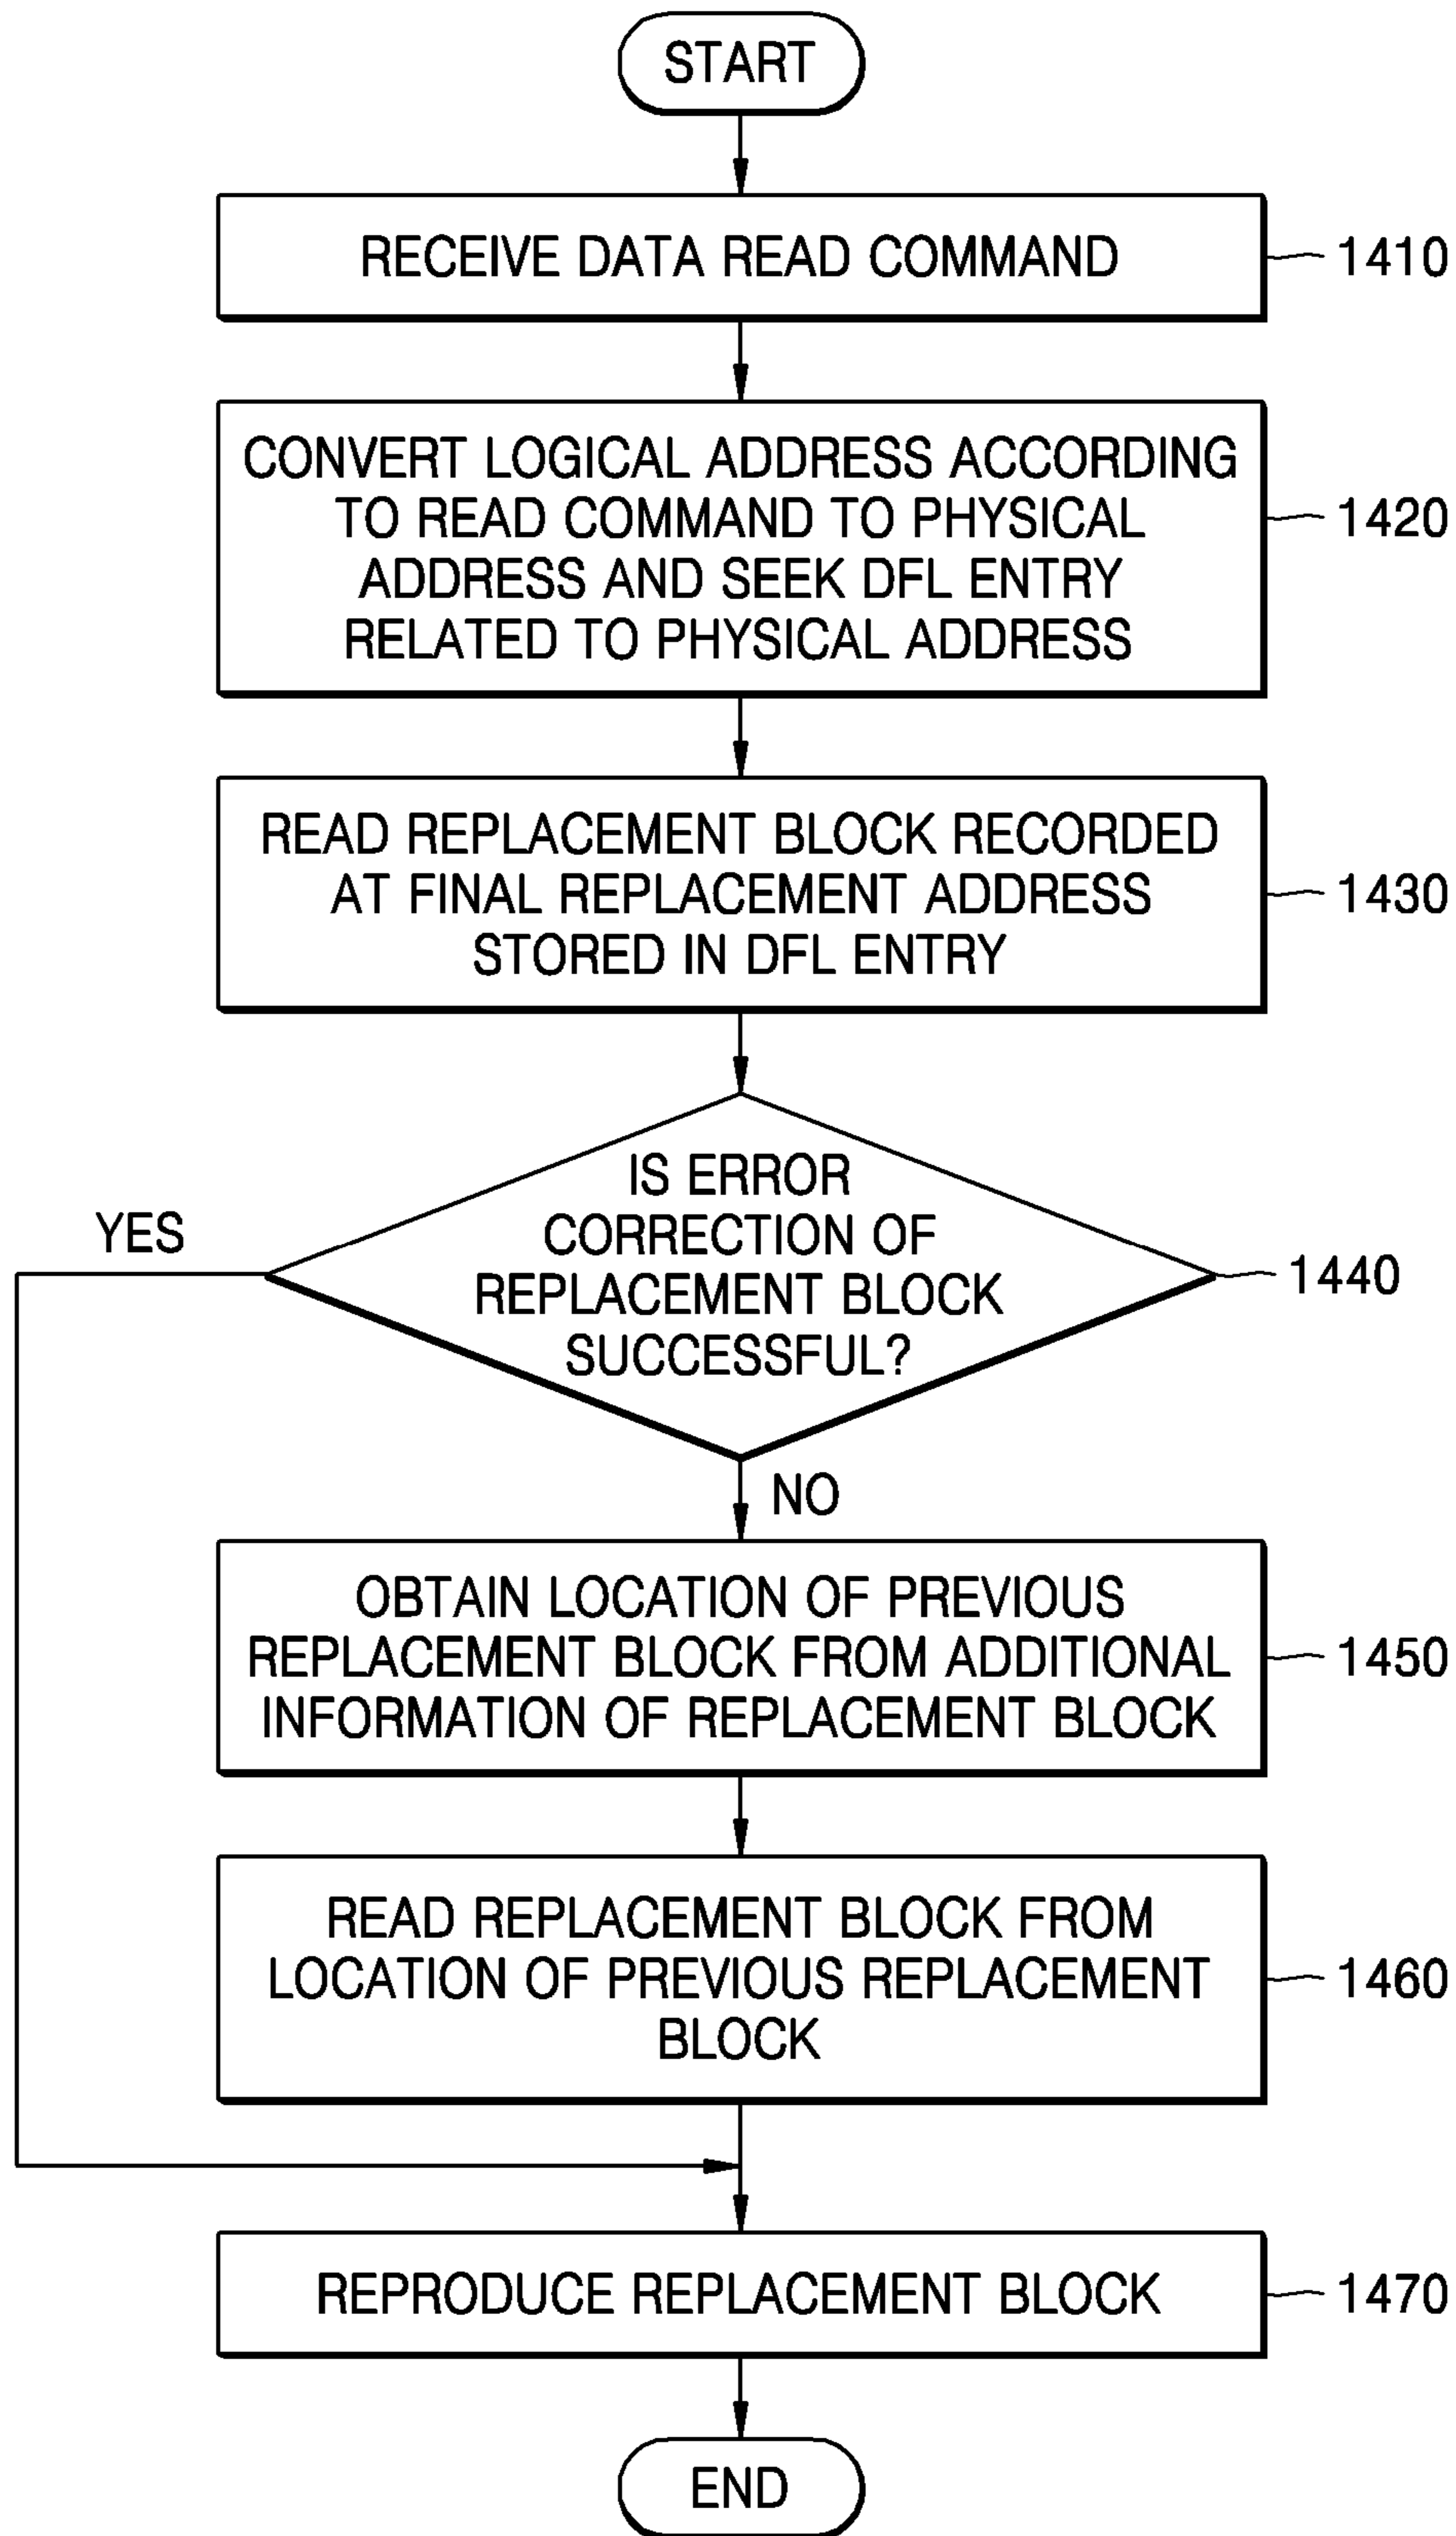 START
RECEIVE DATA READ COMMAND
1410
CONVERT LOGICAL ADDRESS ACCORDING
TO READ COMMAND TO PHYSICAL
ADDRESS AND SEEK DFL ENTRY
RELATED TO PHYSICAL ADDRESS
1420
READ REPLACEMENT BLOCK RECORDED
AT FINAL REPLACEMENT ADDRESS
STORED IN DFL ENTRY
1430
IS ERROR
CORRECTION OF
REPLACEMENT BLOCK
SUCCESSFUL?
1440
YES
NO
OBTAIN LOCATION OF PREVIOUS
REPLACEMENT BLOCK FROM ADDITIONAL
INFORMATION OF REPLACEMENT BLOCK
1450
READ REPLACEMENT BLOCK FROM
LOCATION OF PREVIOUS REPLACEMENT
BLOCK
1460
REPRODUCE REPLACEMENT BLOCK
1470
END